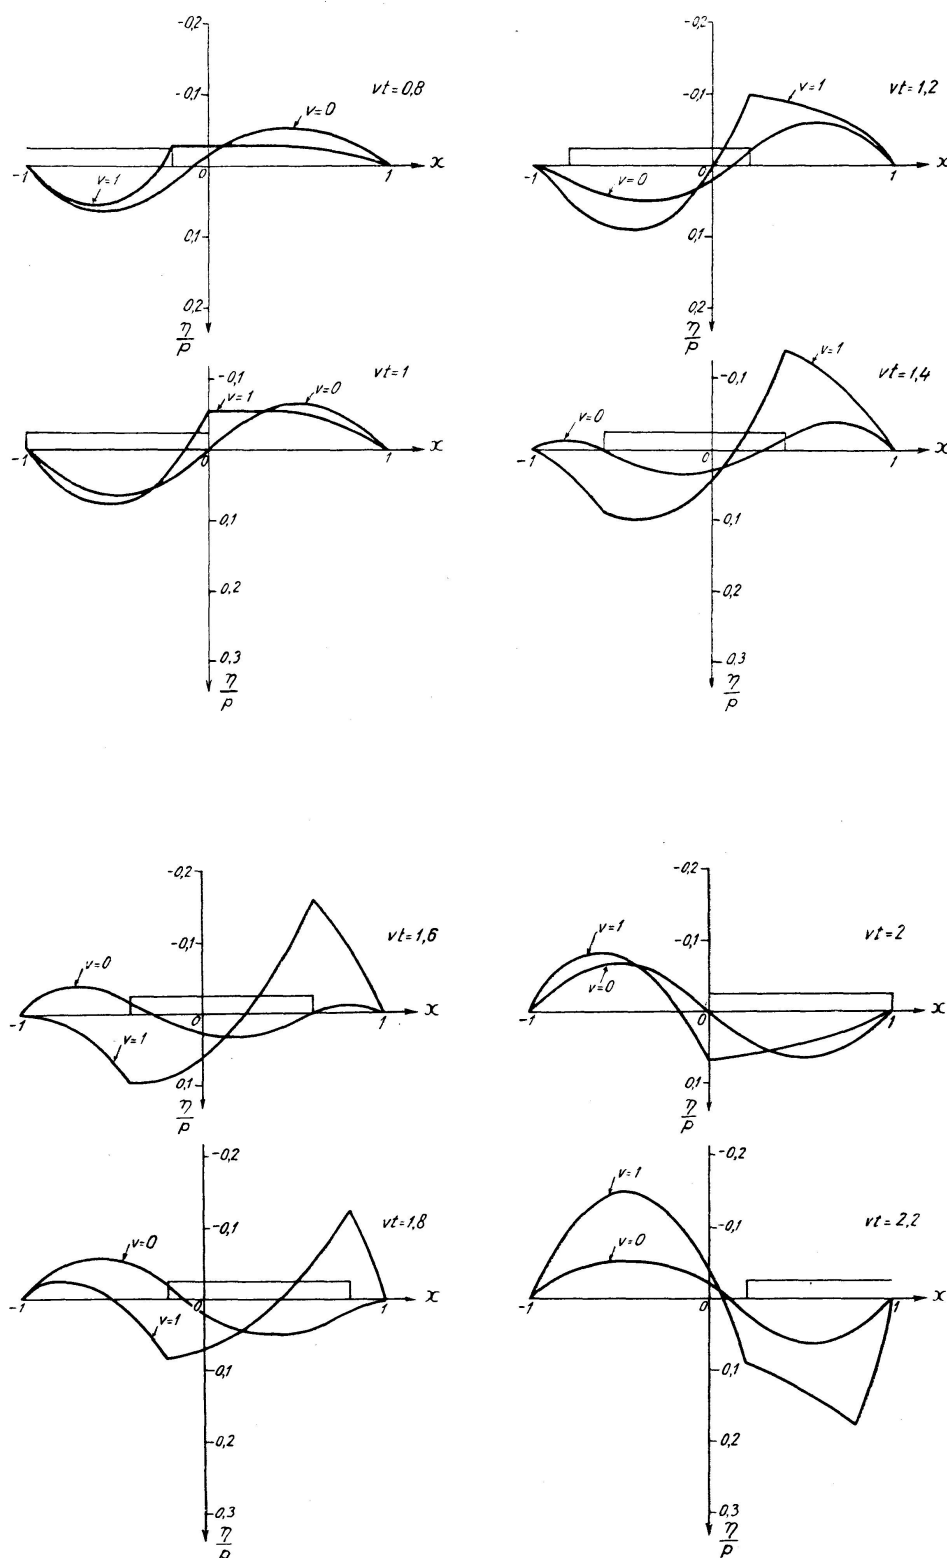 -0,2
-0,1
vt=0,8
v=0
x
-1
0
1
v=1
0,1
0,2
η/p
-0,2
-0,1
v=1
vt=1,2
x
-1
v=0
0
1
0,1
0,2
η/p
-0,1
v=0
v=1
vt=1
x
-1
0
1
0,1
0,2
0,3
η/p
-0,1
v=1
vt=1,4
v=0
x
-1
0
1
0,1
0,2
0,3
η/p
-0,2
-0,1
vt=1,6
v=0
x
-1
0
1
v=1
0,1
η/p
-0,2
-0,1
v=1
vt=2
v=0
x
-1
0
1
0,1
η/p
-0,2
-0,1
vt=1,8
v=0
x
-1
0
1
v=1
0,1
0,2
0,3
η/p
-0,2
v=1
-0,1
vt=2,2
v=0
x
-1
0
1
0,1
0,2
0,3
η/p